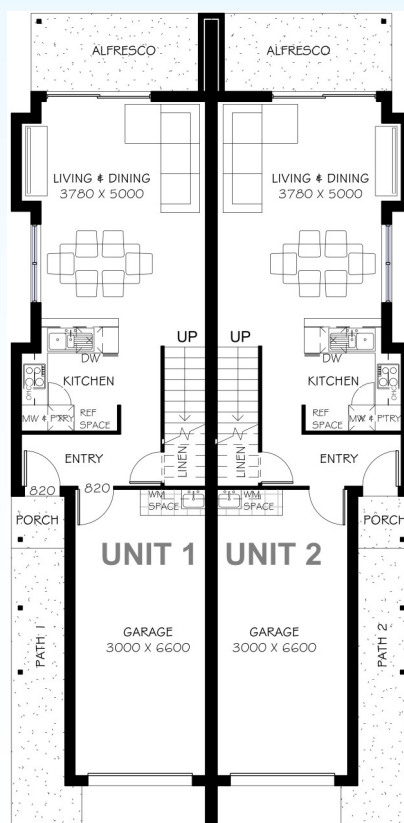 ALFRESCO
ALFRESCO
LIVING & DINING
3780 X 5000
LIVING & DINING
3780 X 5000
UP
UP
DW
DW
KITCHEN
KITCHEN
MW & PTRY
REF
SPACE
REF
SPACE
MW & PTRY
LINEN
LINEN
ENTRY
ENTRY
820
820
WM
SPACE
WM
SPACE
PORCH
PORCH
UNIT 1
UNIT 2
GARAGE
3000 X 6600
GARAGE
3000 X 6600
PATH 1
PATH 2